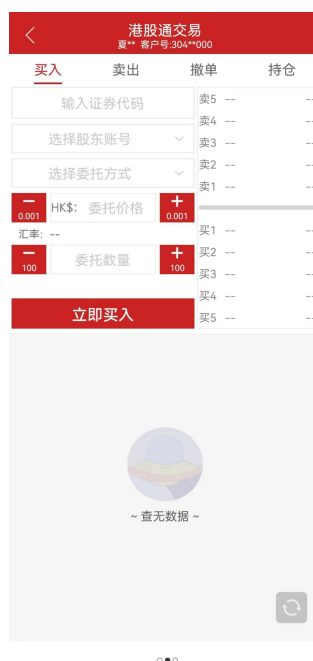 港股通交易
夏** 客户号:304**000
买入 卖出 撤单 持仓
输入证券代码
选择股东账号
选择委托方式
0.001 HK$: 委托价格 0.001
汇率: --
100 委托数量 100
立即买入
卖5 -- --
卖4 -- --
卖3 -- --
卖2 -- --
卖1 -- --
买1 -- --
买2 -- --
买3 -- --
买4 -- --
买5 -- --
~ 查无数据 ~